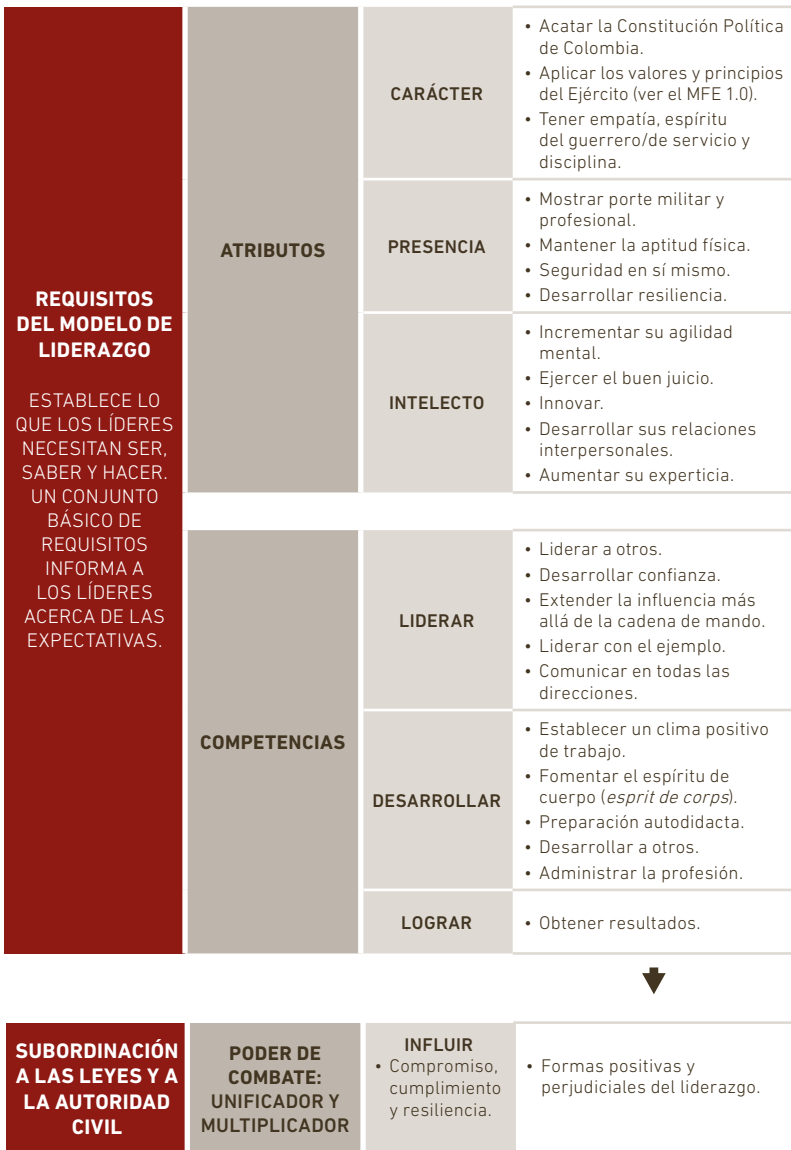 REQUISITOS
DEL MODELO DE
LIDERAZGO
ESTABLECE LO
QUE LOS LÍDERES
NECESITAN SER,
SABER Y HACER.
UN CONJUNTO
BÁSICO DE
REQUISITOS
INFORMA A
LOS LÍDERES
ACERCA DE LAS
EXPECTATIVAS.
ATRIBUTOS
CARÁCTER
• Acatar la Constitución Política
de Colombia.
• Aplicar los valores y principios
del Ejército (ver el MFE 1.0).
• Tener empatía, espíritu
del guerrero/de servicio y
disciplina.
PRESENCIA
• Mostrar porte militar y
profesional.
• Mantener la aptitud física.
• Seguridad en sí mismo.
• Desarrollar resiliencia.
INTELECTO
• Incrementar su agilidad
mental.
• Ejercer el buen juicio.
• Innovar.
• Desarrollar sus relaciones
interpersonales.
• Aumentar su experticia.
COMPETENCIAS
LIDERAR
• Liderar a otros.
• Desarrollar confianza.
• Extender la influencia más
allá de la cadena de mando.
• Liderar con el ejemplo.
• Comunicar en todas las
direcciones.
DESARROLLAR
• Establecer un clima positivo
de trabajo.
• Fomentar el espíritu de
cuerpo (esprit de corps).
• Preparación autodidacta.
• Desarrollar a otros.
• Administrar la profesión.
LOGRAR
• Obtener resultados.
SUBORDINACIÓN
A LAS LEYES Y A
LA AUTORIDAD
CIVIL
PODER DE
COMBATE:
UNIFICADOR Y
MULTIPLICADOR
INFLUIR
• Compromiso,
cumplimiento
y resiliencia.
• Formas positivas y
perjudiciales del liderazgo.